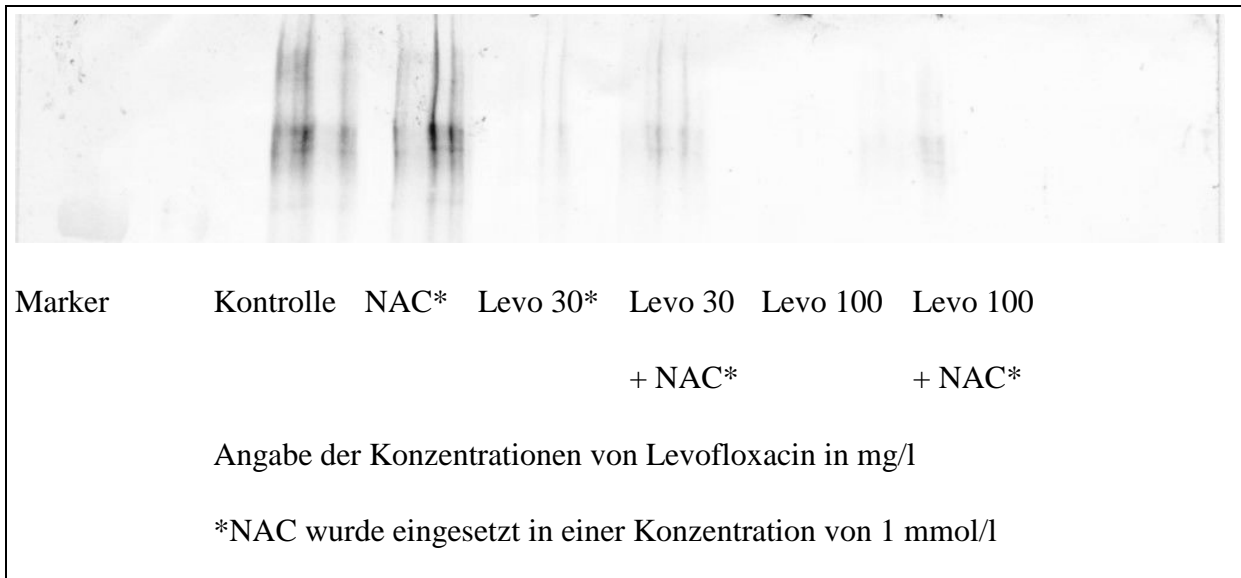 Marker Kontrolle NAC* Levo 30* Levo 30 Levo 100 Levo 100
+ NAC* + NAC*
Angabe der Konzentrationen von Levofloxacin in mg/l
*NAC wurde eingesetzt in einer Konzentration von 1 mmol/l